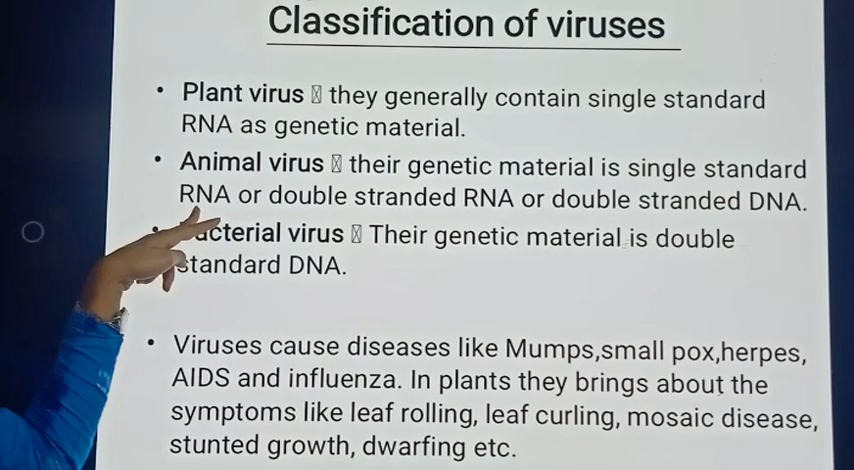 Classification of viruses
• Plant virus ▯ they generally contain single standard
RNA as genetic material.
• Animal virus ▯ their genetic material is single standard
RNA or double stranded RNA or double stranded DNA.
virus ▯ Their genetic material is double
standard DNA.
• Viruses cause diseases like Mumps,small pox,herpes,
AIDS and influenza. In plants they brings about the
symptoms like leaf rolling, leaf curling, mosaic disease,
stunted growth, dwarfing etc.